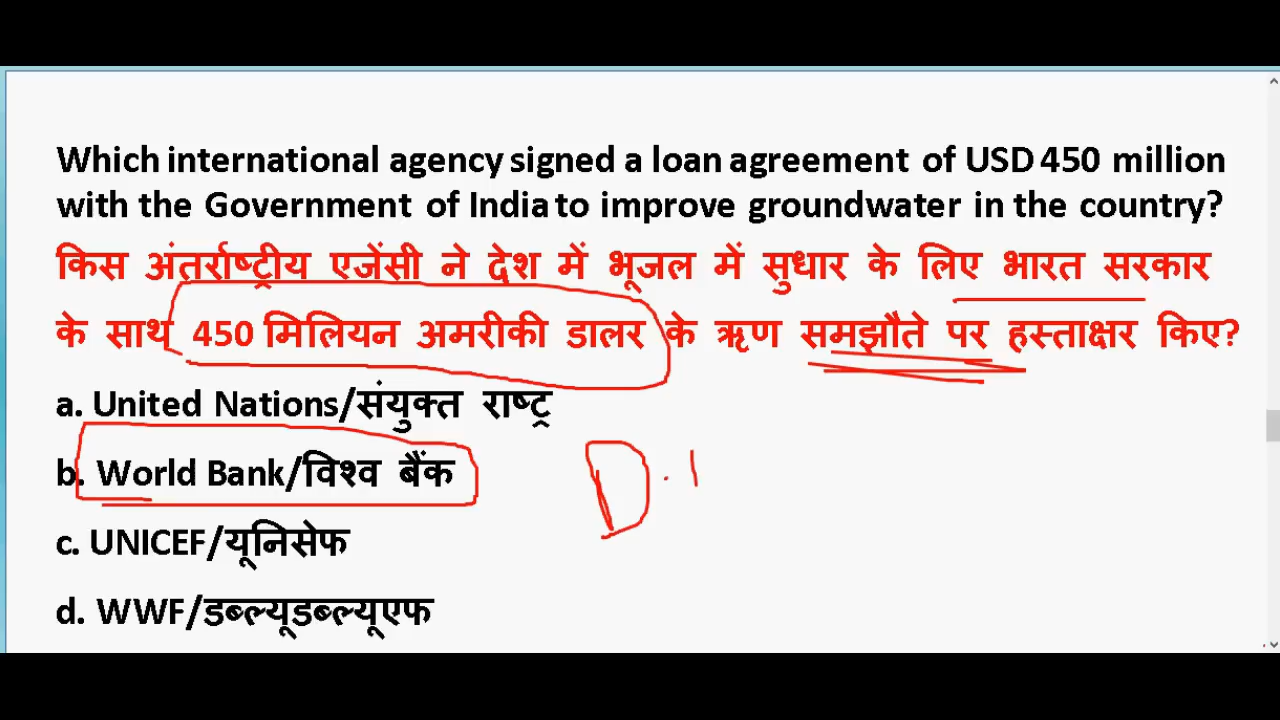 Which international agency signed a loan agreement of USD 450 million
with the Government of India to improve groundwater in the country?
किस अंतर्राष्ट्रीय एजेंसी ने देश में भूजल में सुधार के लिए भारत सरकार
के साथ 450 मिलियन अमरीकी डालर के ऋण समझौते पर हस्ताक्षर किए?
a. United Nations/संयुक्त राष्ट्र
b. World Bank/विश्व बैंक
D.I
c. UNICEF/यूनिसेफ
d. WWF/डब्ल्यूडब्ल्यूएफ